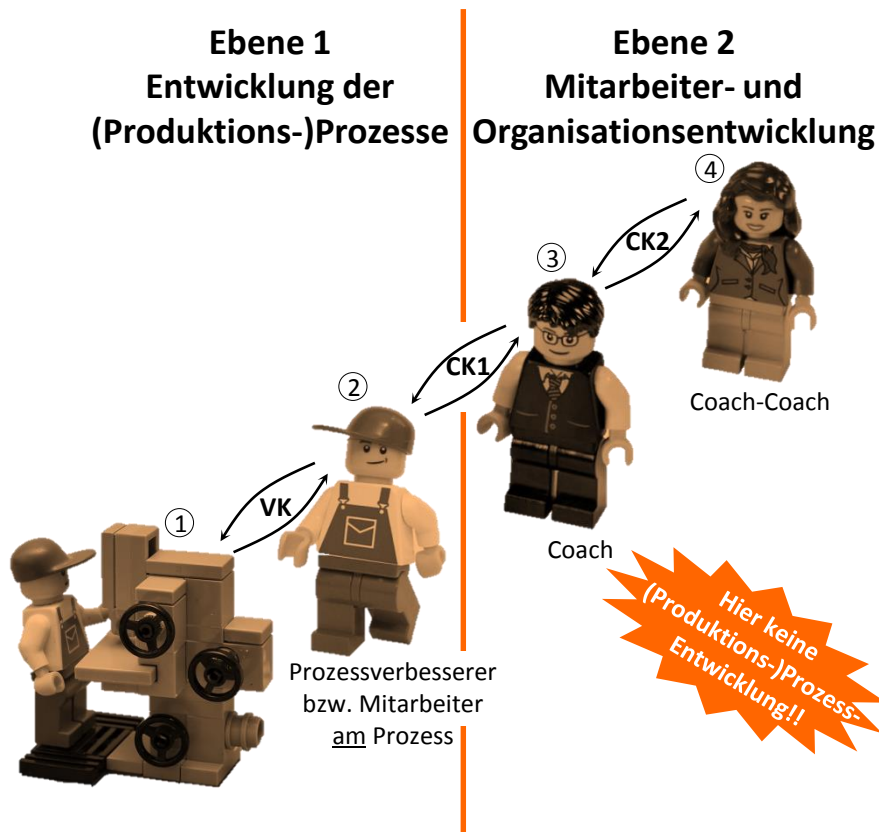 Ebene 1
Entwicklung der
(Produktions-)Prozesse
Ebene 2
Mitarbeiter- und
Organisationsentwicklung
④
CK2
③
Coach-Coach
CK1
②
Coach
VK
①
Prozessverbesserer
bzw. Mitarbeiter
am Prozess
Hier keine
(Produktions-)Prozess-
Entwicklung!!